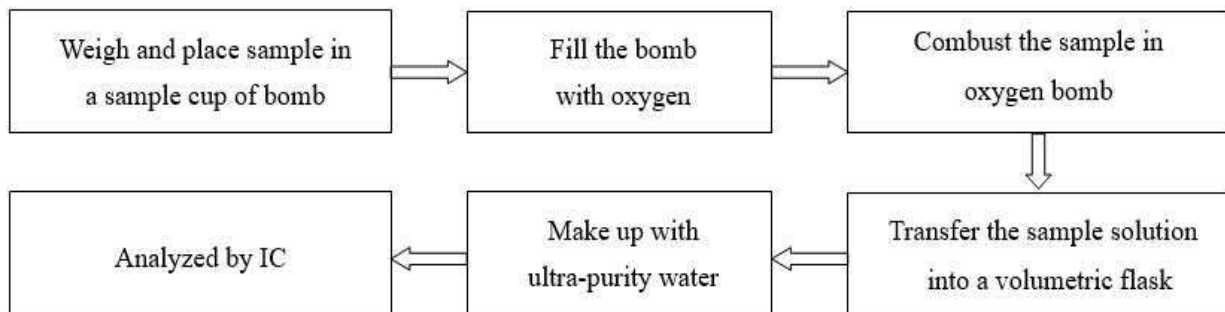 Weigh and place sample in
a sample cup of bomb
Fill the bomb
with oxygen
Combust the sample in
oxygen bomb
Transfer the sample solution
into a volumetric flask
Make up with
ultra-purity water
Analyzed by IC